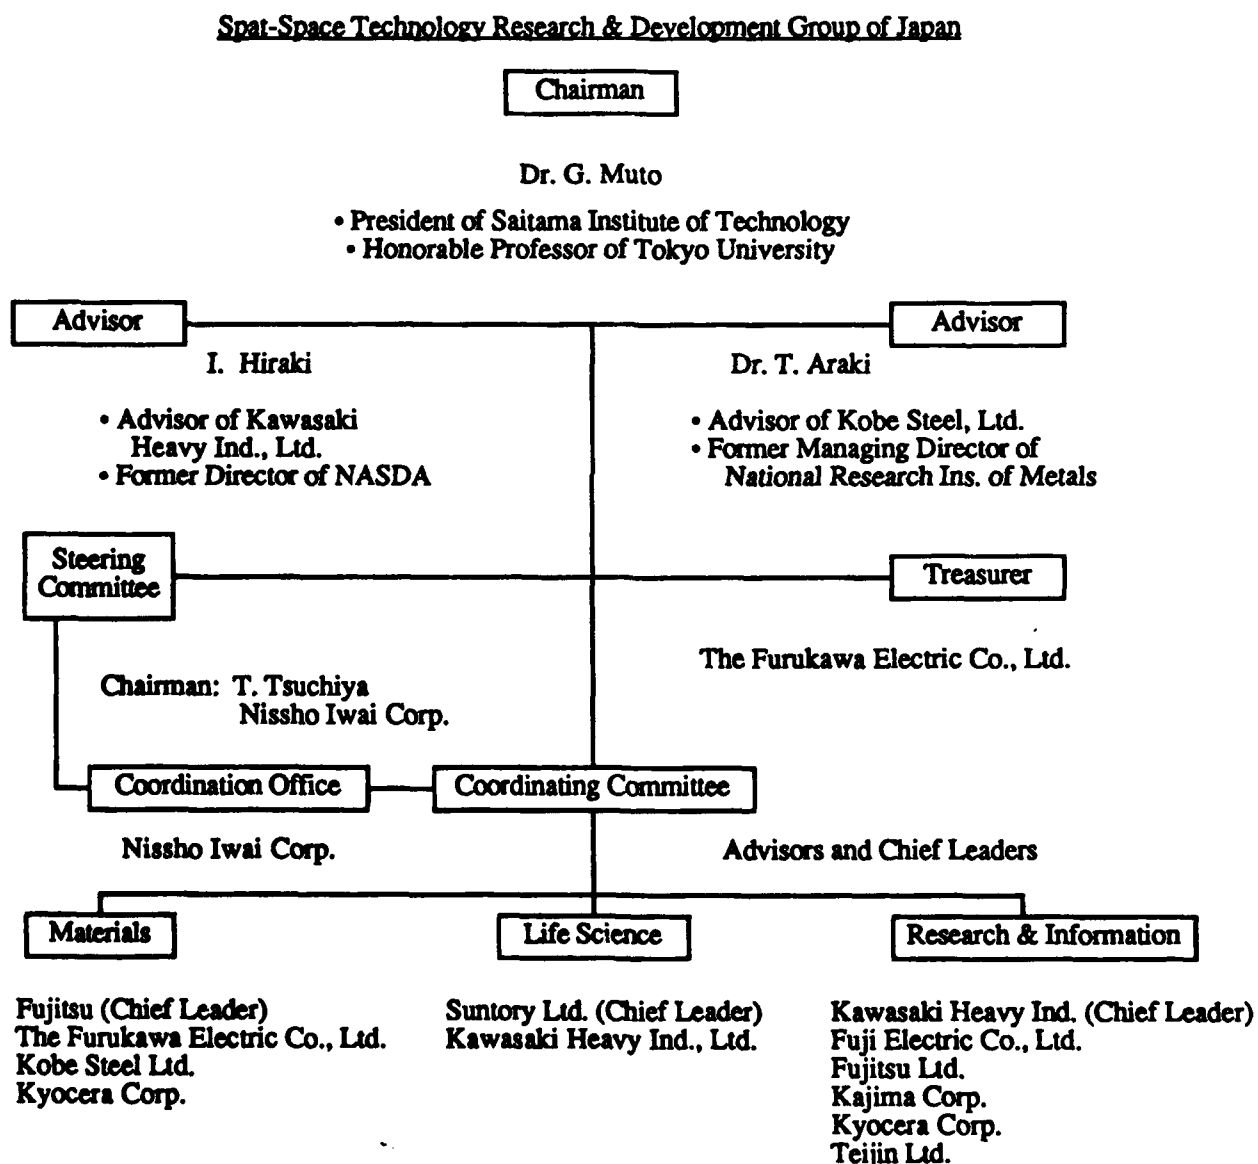 Spat-Space Technology Research & Development Group of Japan
Chairman
Dr. G. Muto
• President of Saitama Institute of Technology
• Honorable Professor of Tokyo University
Advisor
Advisor
I. Hiraki
Dr. T. Araki
• Advisor of Kawasaki
Heavy Ind., Ltd.
• Former Director of NASDA
• Advisor of Kobe Steel, Ltd.
• Former Managing Director of
National Research Ins. of Metals
Steering
Committee
Treasurer
The Furukawa Electric Co., Ltd.
Chairman: T. Tsuchiya
Nissho Iwai Corp.
Coordination Office
Coordinating Committee
Nissho Iwai Corp.
Advisors and Chief Leaders
Materials
Life Science
Research & Information
Fujitsu (Chief Leader)
The Furukawa Electric Co., Ltd.
Kobe Steel Ltd.
Kyocera Corp.
Suntory Ltd. (Chief Leader)
Kawasaki Heavy Ind., Ltd.
Kawasaki Heavy Ind. (Chief Leader)
Fuji Electric Co., Ltd.
Fujitsu Ltd.
Kajima Corp.
Kyocera Corp.
Teijin Ltd.